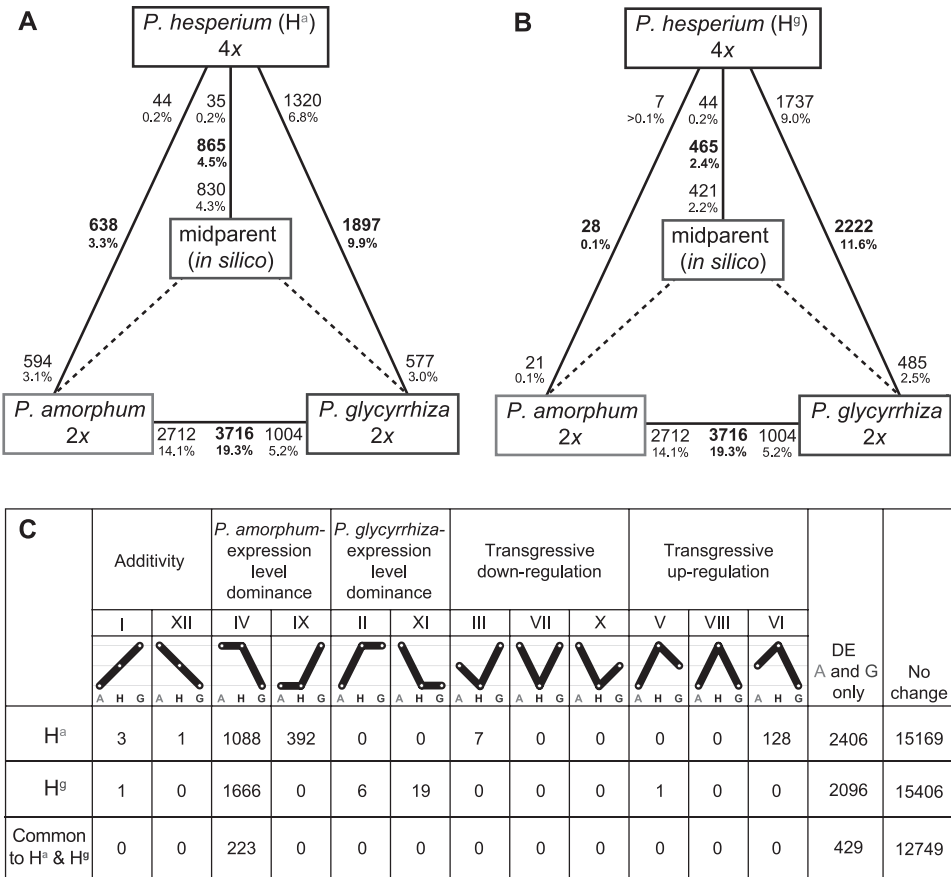 A
P. hesperium (Hᵃ)
4x
44
0.2%
35
0.2%
1320
6.8%
865
4.5%
830
4.3%
638
3.3%
1897
9.9%
midparent
(in silico)
594
3.1%
577
3.0%
P. amorphum
2x
P. glycyrrhiza
2x
2712
14.1%
3716
19.3%
1004
5.2%
B
P. hesperium (Hᵍ)
4x
7
>0.1%
44
0.2%
1737
9.0%
465
2.4%
421
2.2%
28
0.1%
2222
11.6%
midparent
(in silico)
21
0.1%
485
2.5%
P. amorphum
2x
P. glycyrrhiza
2x
2712
14.1%
3716
19.3%
1004
5.2%
C
Additivity
P. amorphum-
expression
level
dominance
P. glycyrrhiza-
expression
level
dominance
Transgressive
down-regulation
Transgressive
up-regulation
DE
A and G
only
No
change
I XII IV IX II XI III VII X V VIII VI
A H G A H G A H G A H G A H G A H G A H G A H G A H G A H G A H G A H G
Hᵃ 3 1 1088 392 0 0 7 0 0 0 0 128 2406 15169
Hᵍ 1 0 1666 0 6 19 0 0 0 1 0 0 2096 15406
Common
to Hᵃ & Hᵍ
0 0 223 0 0 0 0 0 0 0 0 0 429 12749